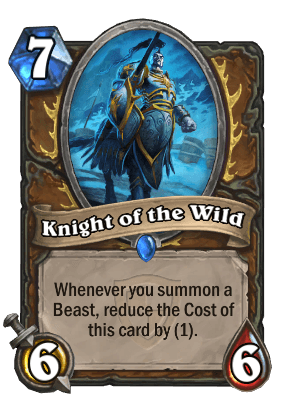 7
Knight of the Wild
Whenever you summon a
Beast, reduce the Cost of
this card by (1).
6
6